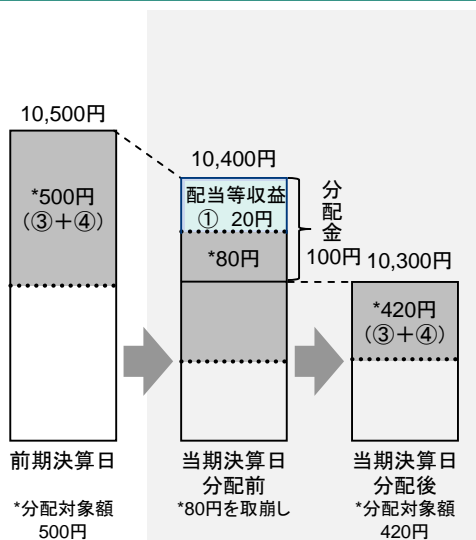 10,500円
*500円
(③+④)
前期決算日
*分配対象額
500円
10,400円
配当等収益
① 20円
*80円
分配金
100円
当期決算日
分配前
*80円を取崩し
10,300円
*420円
(③+④)
当期決算日
分配後
*分配対象額
420円